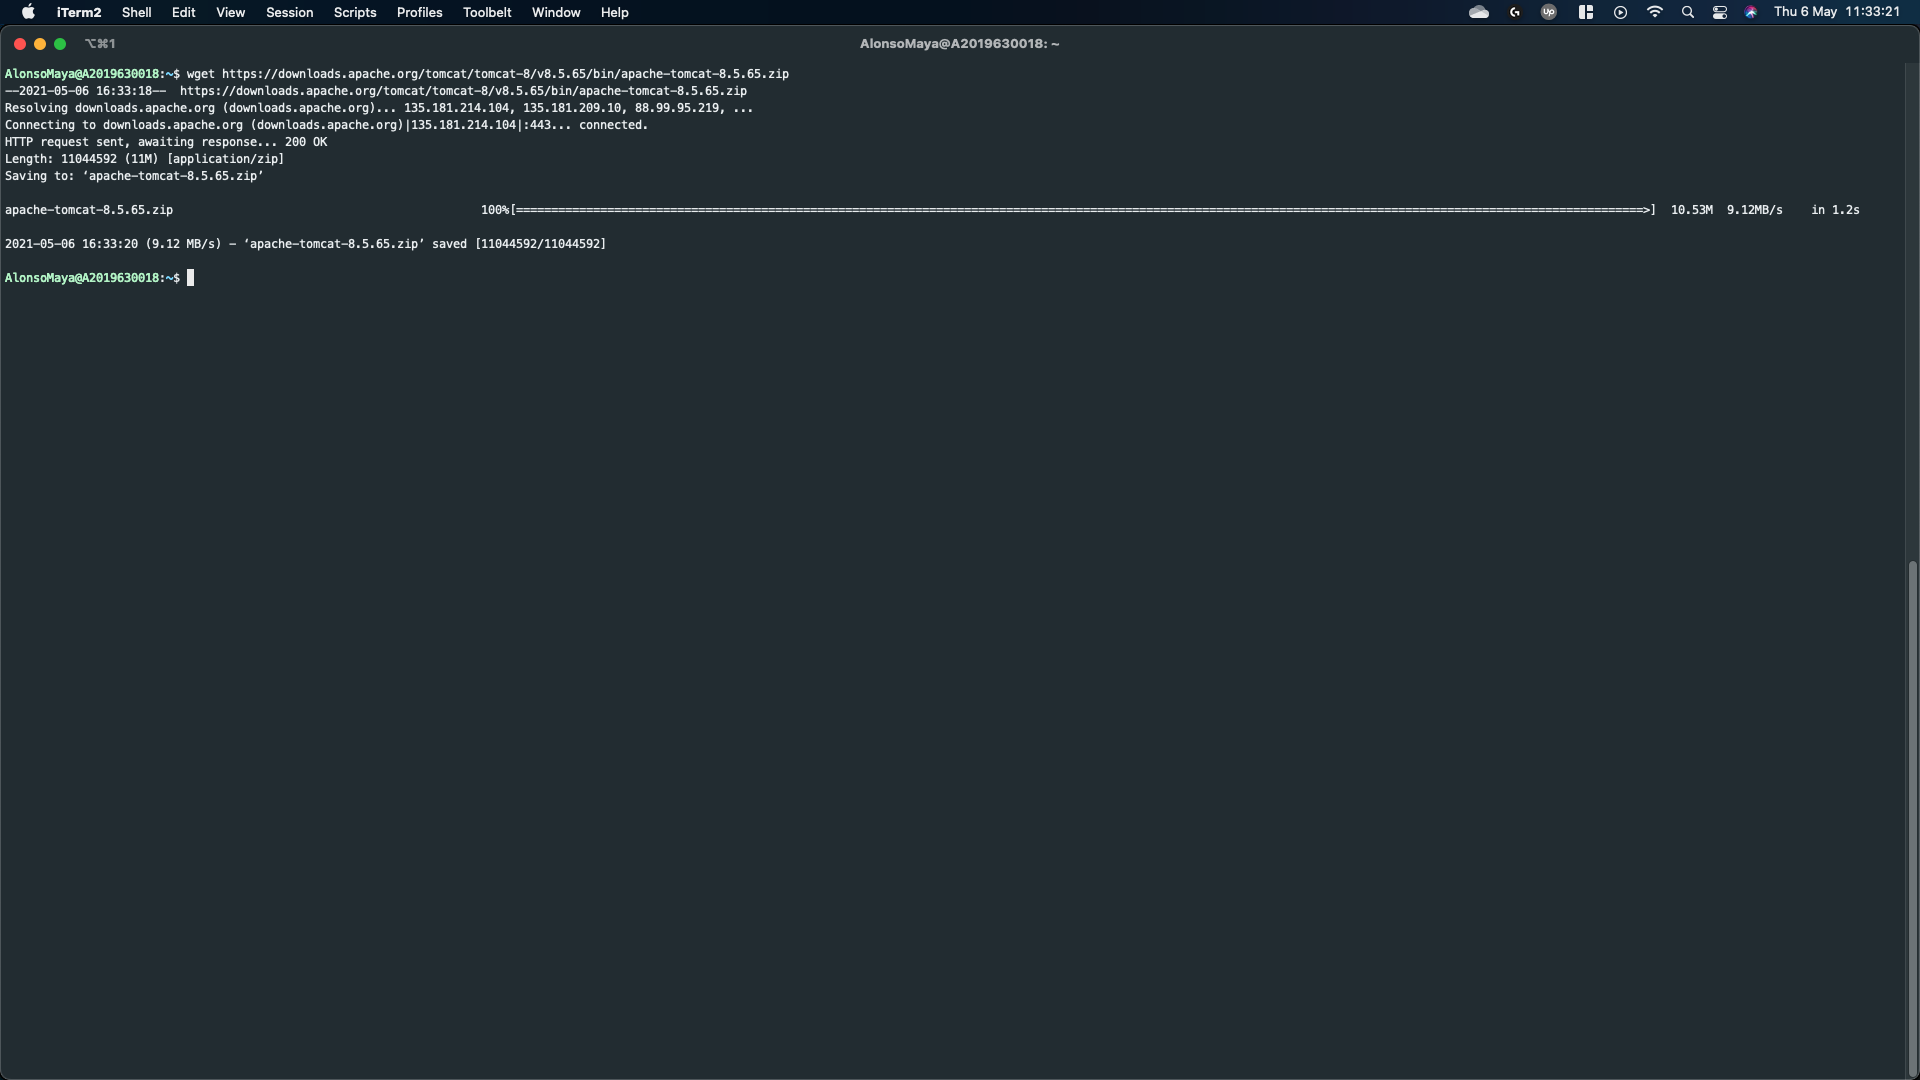 iTerm2 Shell Edit View Session Scripts Profiles Toolbelt Window Help Thu 6 May 11:33:21
⌥⌘1 AlonsoMaya@A2019630018: ~
AlonsoMaya@A2019630018:~$ wget https://downloads.apache.org/tomcat/tomcat-8/v8.5.65/bin/apache-tomcat-8.5.65.zip
--2021-05-06 16:33:18--  https://downloads.apache.org/tomcat/tomcat-8/v8.5.65/bin/apache-tomcat-8.5.65.zip
Resolving downloads.apache.org (downloads.apache.org)... 135.181.214.104, 135.181.209.10, 88.99.95.219, ...
Connecting to downloads.apache.org (downloads.apache.org)|135.181.214.104|:443... connected.
HTTP request sent, awaiting response... 200 OK
Length: 11044592 (11M) [application/zip]
Saving to: ‘apache-tomcat-8.5.65.zip’
apache-tomcat-8.5.65.zip 100%[==================================================>] 10.53M 9.12MB/s in 1.2s
2021-05-06 16:33:20 (9.12 MB/s) - ‘apache-tomcat-8.5.65.zip’ saved [11044592/11044592]
AlonsoMaya@A2019630018:~$